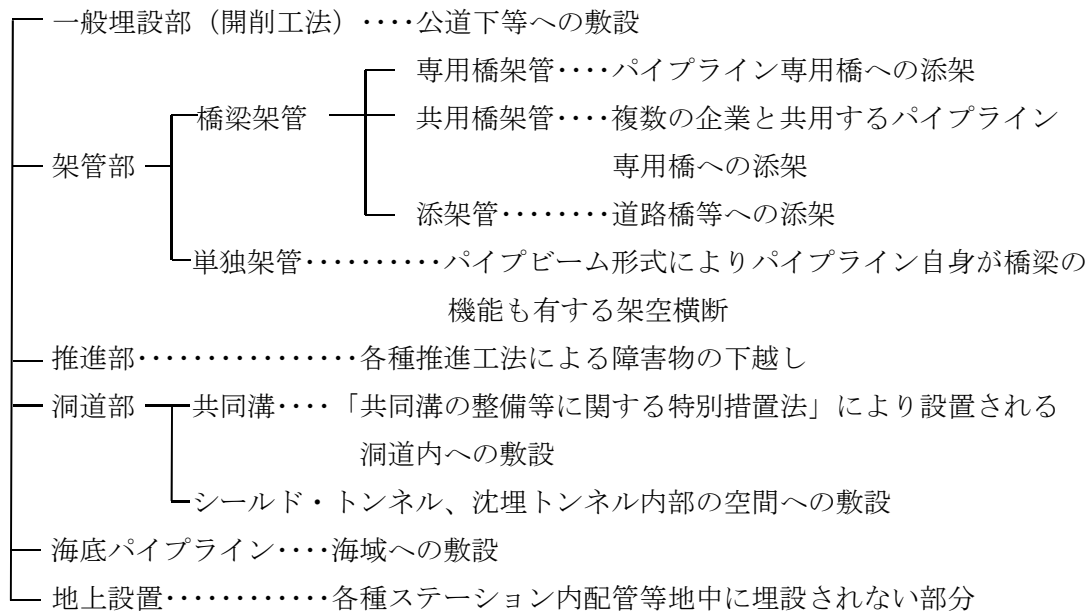 一般埋設部（開削工法）････公道下等への敷設
専用橋架管････パイプライン専用橋への添架
橋梁架管
共用橋架管････複数の企業と共用するパイプライン
専用橋への添架
架管部
添架管････････道路橋等への添架
単独架管･･････････パイプビーム形式によりパイプライン自身が橋梁の
機能も有する架空横断
推進部････････････････各種推進工法による障害物の下越し
洞道部
共同溝････「共同溝の整備等に関する特別措置法」により設置される
洞道内への敷設
シールド・トンネル、沈埋トンネル内部の空間への敷設
海底パイプライン････海域への敷設
地上設置････････････各種ステーション内配管等地中に埋設されない部分